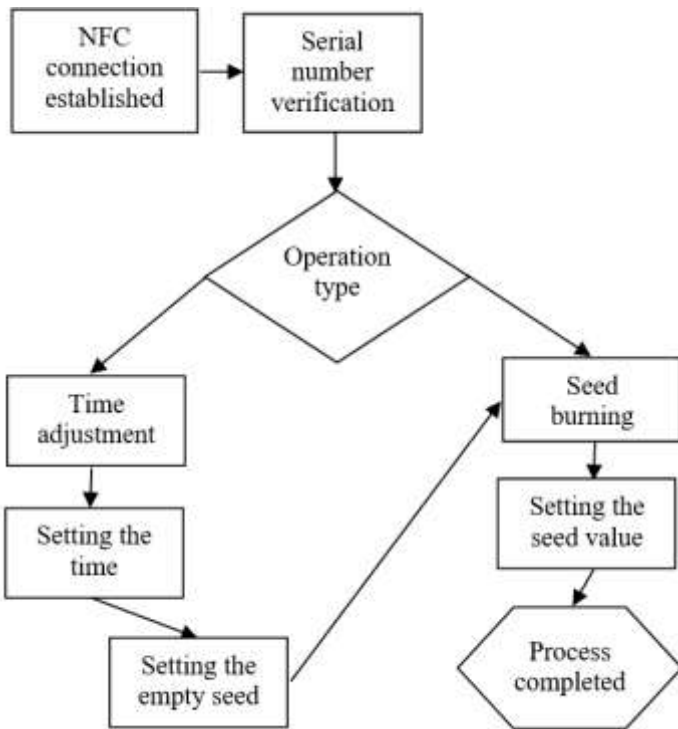 NFC
connection
established
Serial
number
verification
Operation
type
Time
adjustment
Seed
burning
Setting the
time
Setting the
seed value
Setting the
empty seed
Process
completed